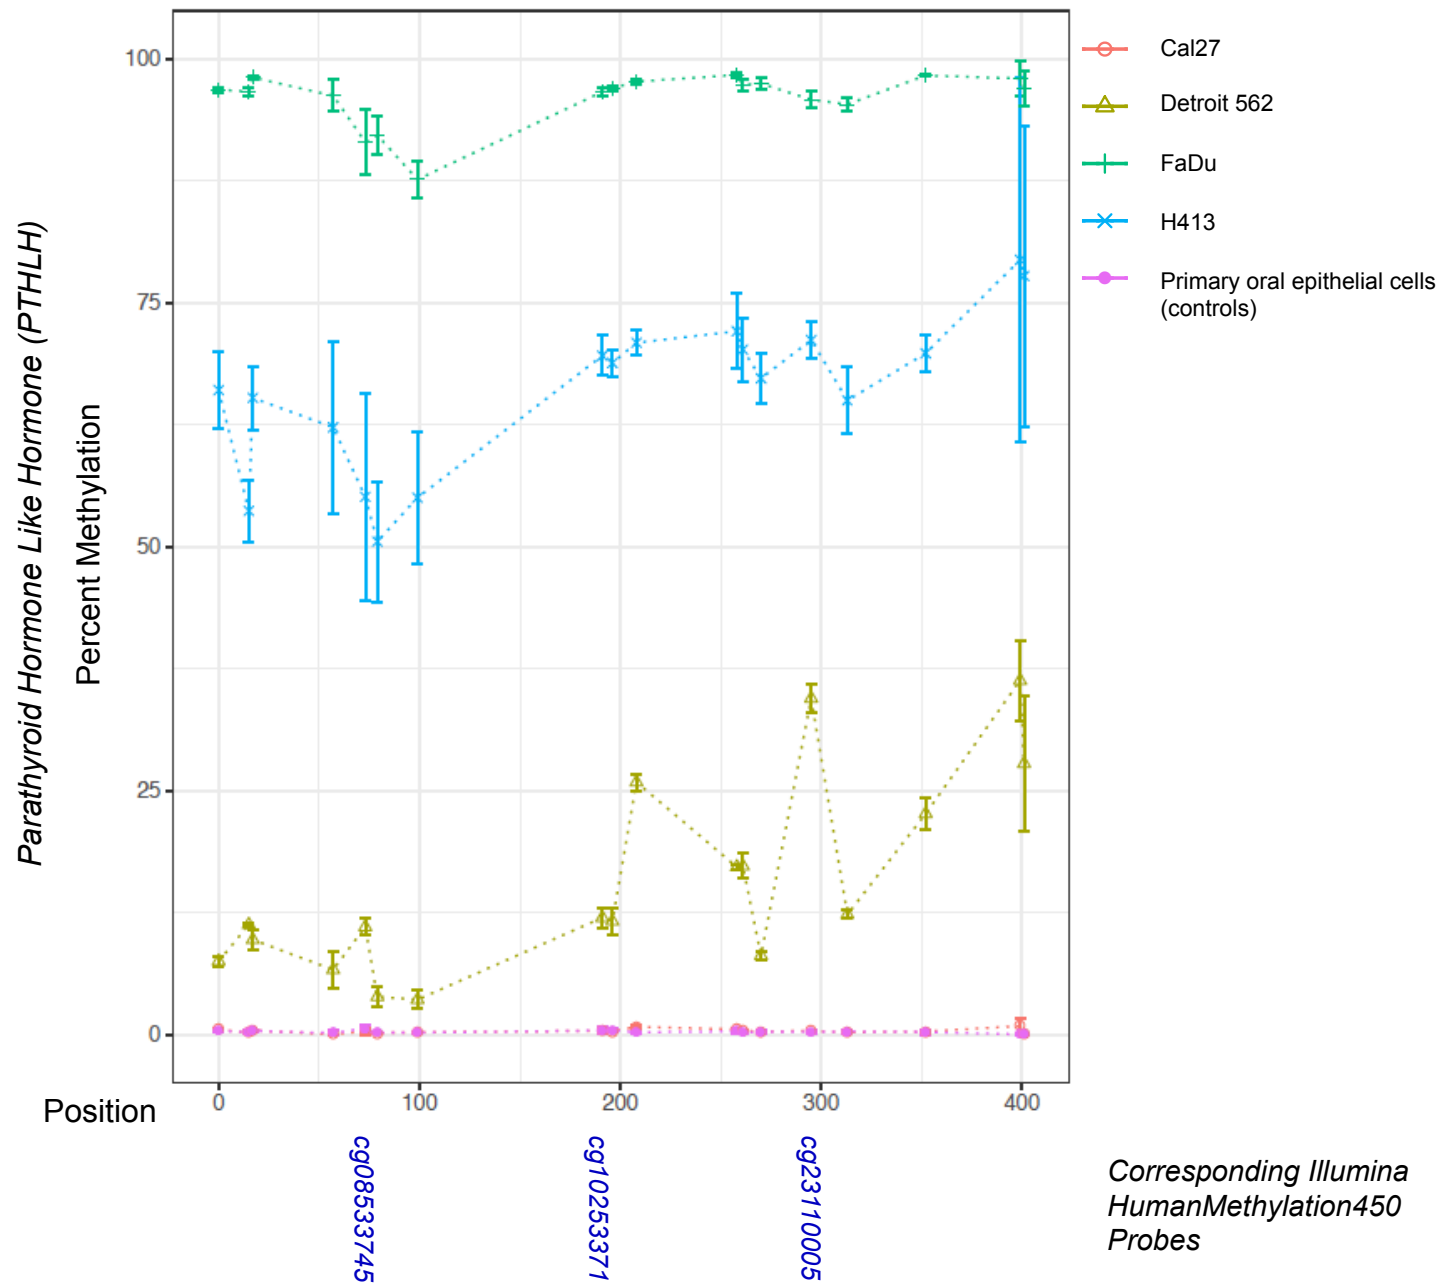 Parathyroid Hormone Like Hormone (PTHLH)
Percent Methylation
100
75
50
25
0
Position
0
100
200
300
400
cg08533745
cg10253371
cg23110005
Cal27
Detroit 562
FaDu
H413
Primary oral epithelial cells
(controls)
Corresponding Illumina
HumanMethylation450
Probes